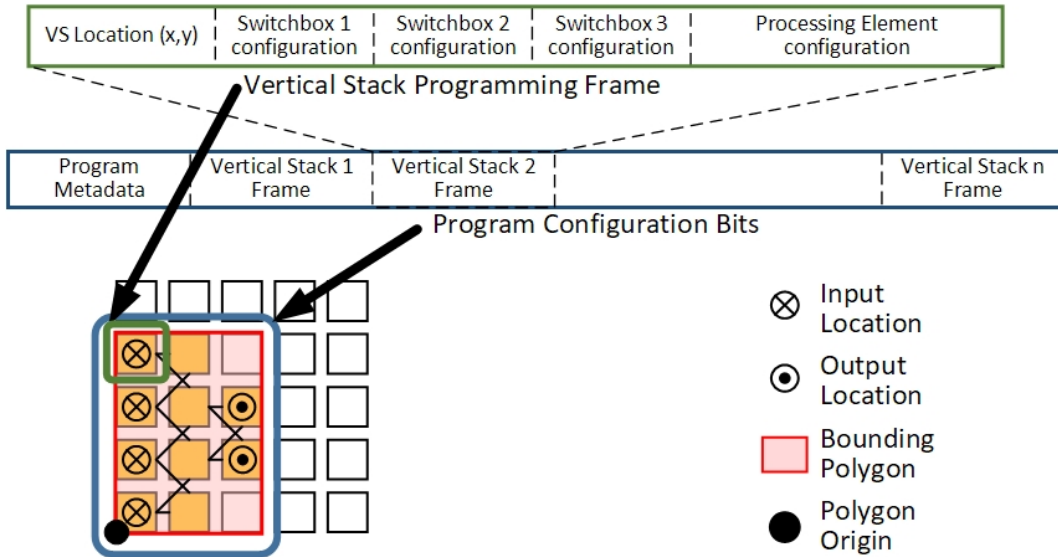 VS Location (x,y)
Switchbox 1
configuration
Switchbox 2
configuration
Switchbox 3
configuration
Processing Element
configuration
Vertical Stack Programming Frame
Program
Metadata
Vertical Stack 1
Frame
Vertical Stack 2
Frame
Vertical Stack n
Frame
Program Configuration Bits
Input
Location
Output
Location
Bounding
Polygon
Polygon
Origin